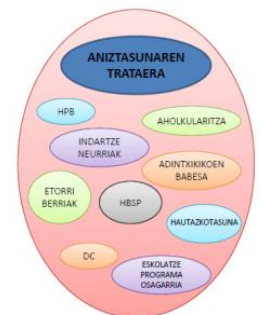 ANIZTASUNAREN
TRATAERA
HPB
AHOLKULARITZA
INDARTZE
NEURRIAK
ADINTXIKIKOEN
BABESA
ETORRI
BERRIAK
HBSP
HAUTAZKOTASUNA
DC
ESKOLATZE
PROGRAMA
OSAGARRIA